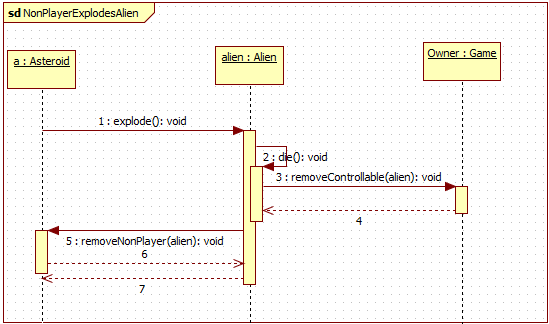 sd NonPlayerExplodesAlien
a : Asteroid
alien : Alien
Owner : Game
1 : explode(): void
2 : die(): void
3 : removeControllable(alien): void
4
5 : removeNonPlayer(alien): void
6
7